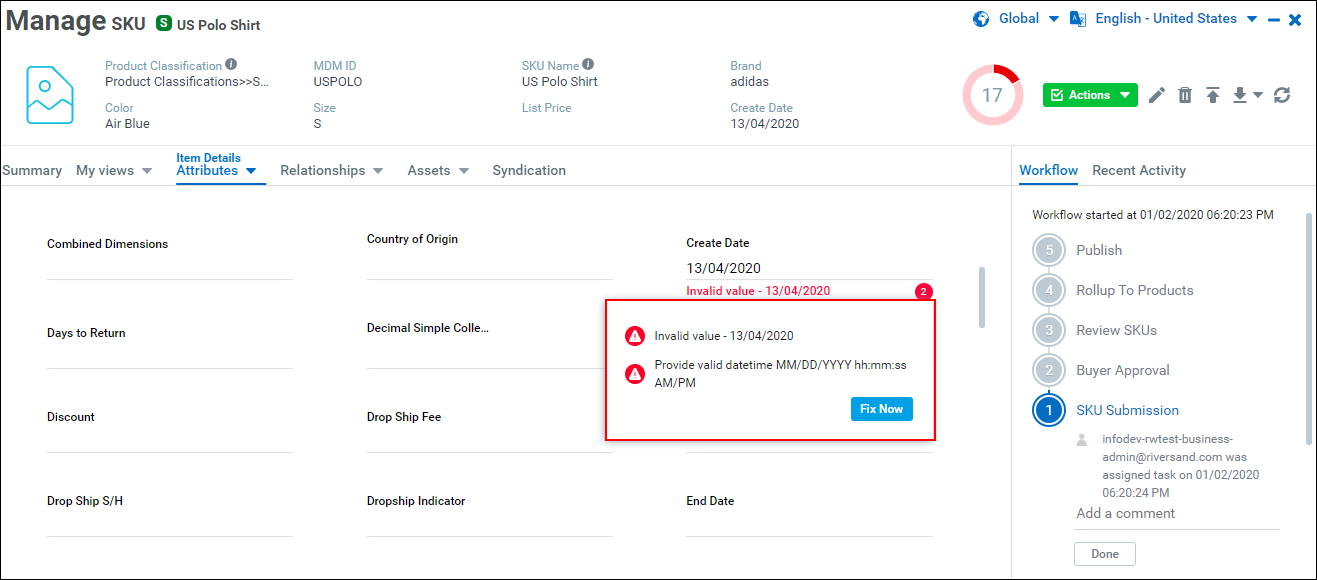 Manage SKU S US Polo Shirt
Global
English - United States
Product Classification
Product Classifications>>S...
MDM ID
USPOLO
SKU Name
US Polo Shirt
Brand
adidas
Color
Air Blue
Size
S
List Price
Create Date
13/04/2020
17
Actions
Summary
My views
Item Details
Attributes
Relationships
Assets
Syndication
Workflow
Recent Activity
Combined Dimensions
Country of Origin
Create Date
13/04/2020
Invalid value - 13/04/2020
2
Invalid value - 13/04/2020
Provide valid datetime MM/DD/YYYY hh:mm:ss
AM/PM
Fix Now
Days to Return
Decimal Simple Colle...
Discount
Drop Ship Fee
Drop Ship S/H
Dropship Indicator
End Date
Workflow started at 01/02/2020 06:20:23 PM
5 Publish
4 Rollup To Products
3 Review SKUs
2 Buyer Approval
1 SKU Submission
infodev-rwtest-business-
admin@riversand.com was
assigned task on 01/02/2020
06:20:24 PM
Add a comment
Done